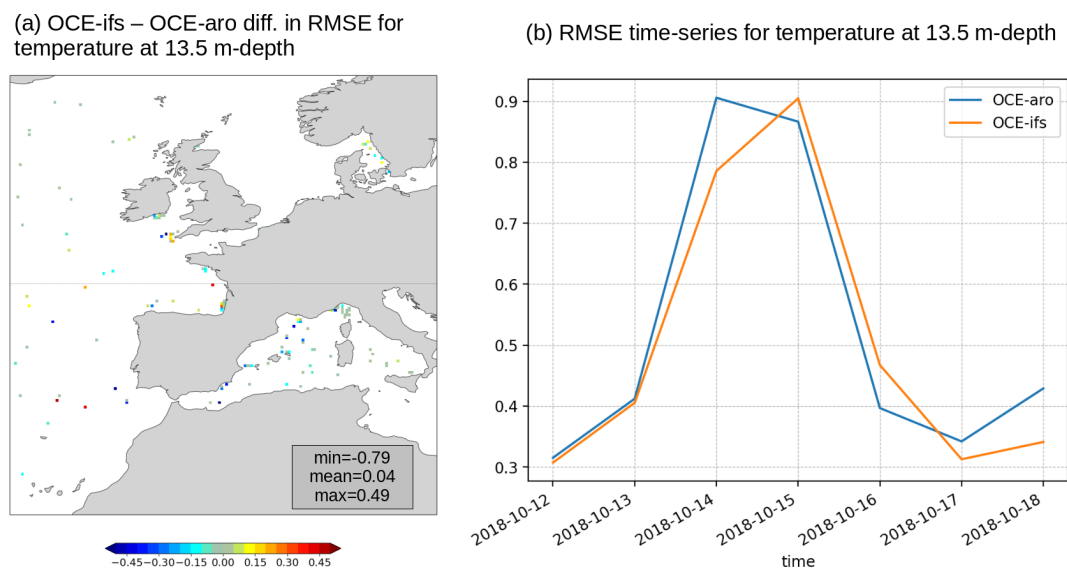 (a) OCE-ifs – OCE-aro diff. in RMSE for
temperature at 13.5 m-depth
min=-0.79
mean=0.04
max=0.49
−0.45 −0.30 −0.15 0.00 0.15 0.30 0.45
(b) RMSE time-series for temperature at 13.5 m-depth
OCE-aro
OCE-ifs
0.9
0.8
0.7
0.6
0.5
0.4
0.3
2018-10-12 2018-10-13 2018-10-14 2018-10-15 2018-10-16 2018-10-17 2018-10-18
time